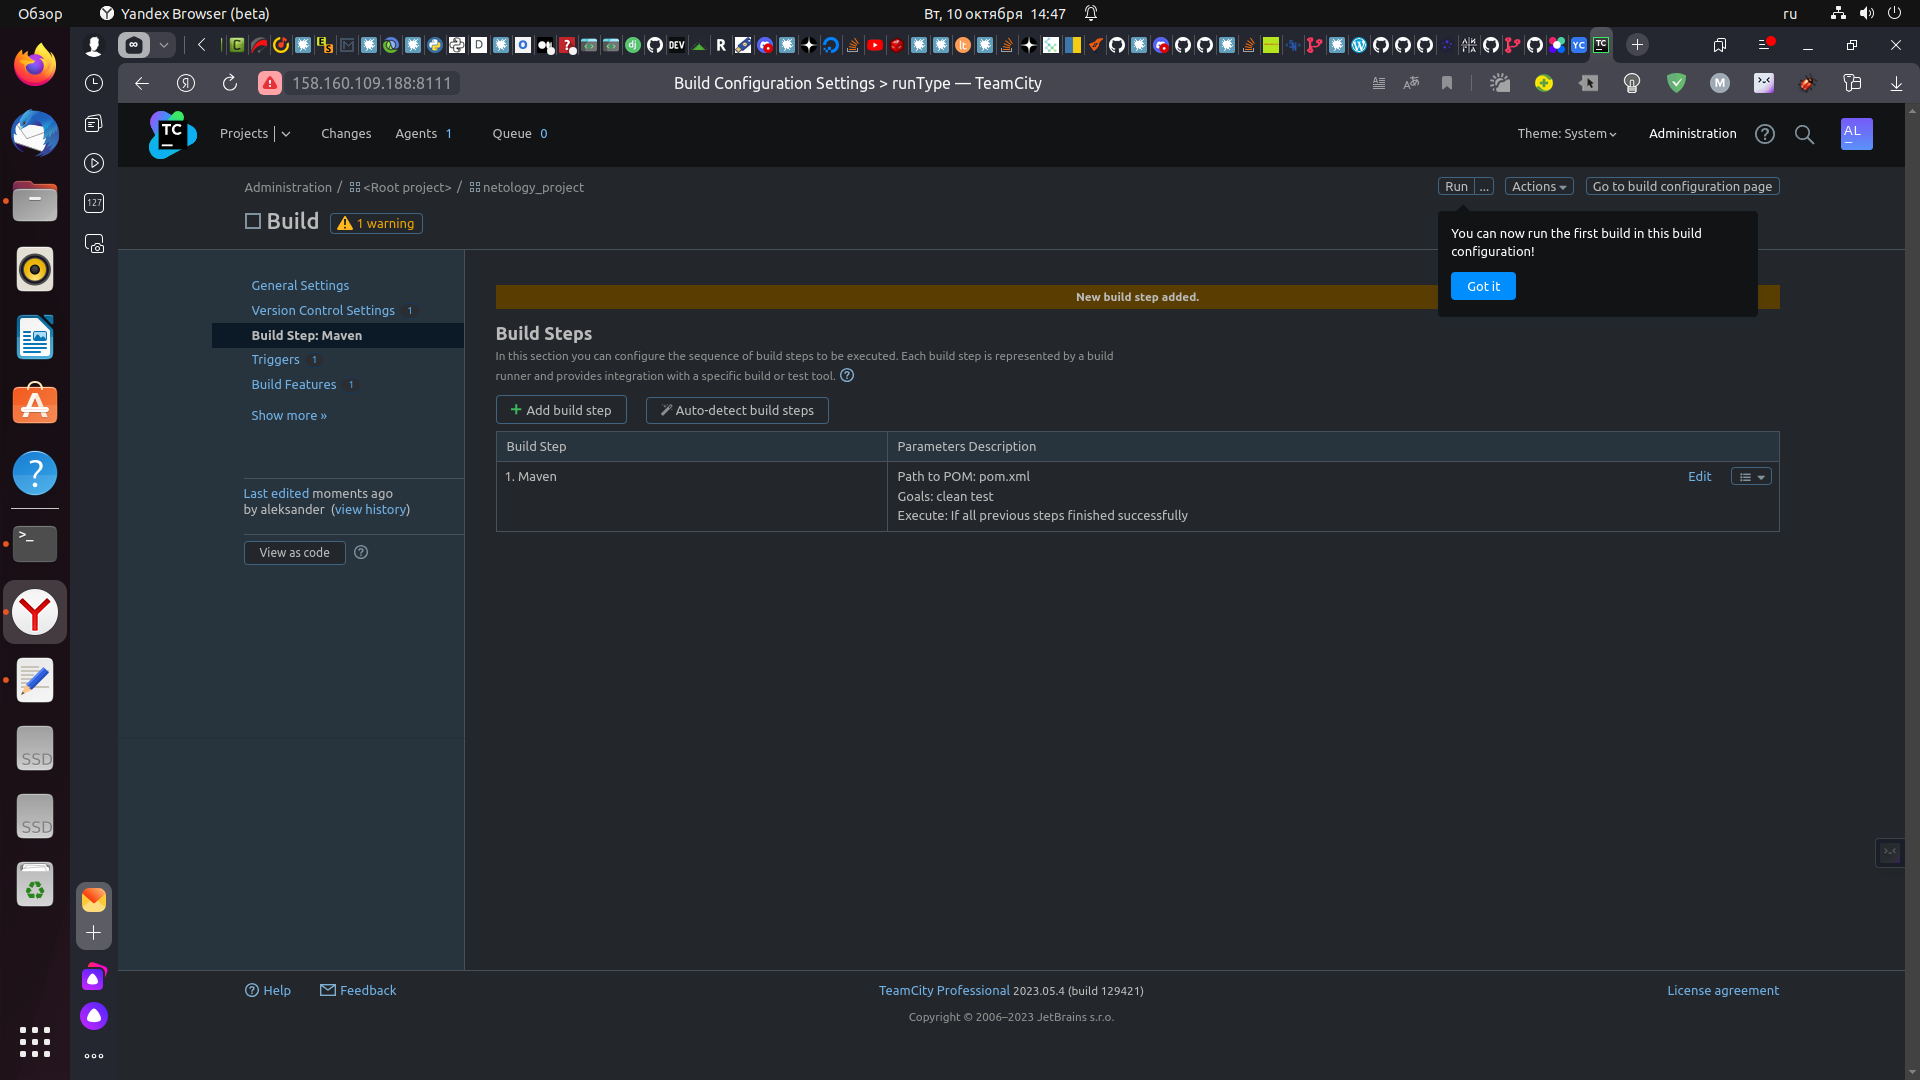 Обзор
Yandex Browser (beta)
Вт, 10 октября 14:47
ru
158.160.109.188:8111
Build Configuration Settings > runType — TeamCity
TC
Projects
Changes
Agents 1
Queue 0
Theme: System
Administration
AL
Administration / <Root project> / netology_project
Run ...
Actions
Go to build configuration page
Build
1 warning
You can now run the first build in this build
configuration!
Got it
General Settings
Version Control Settings 1
Build Step: Maven
Triggers 1
Build Features 1
Show more »
Last edited moments ago
by aleksander (view history)
View as code
New build step added.
Build Steps
In this section you can configure the sequence of build steps to be executed. Each build step is represented by a build
runner and provides integration with a specific build or test tool.
Add build step
Auto-detect build steps
Build Step
Parameters Description
1. Maven
Path to POM: pom.xml
Goals: clean test
Execute: If all previous steps finished successfully
Edit
Help
Feedback
TeamCity Professional 2023.05.4 (build 129421)
License agreement
Copyright © 2006–2023 JetBrains s.r.o.
127
SSD
SSD